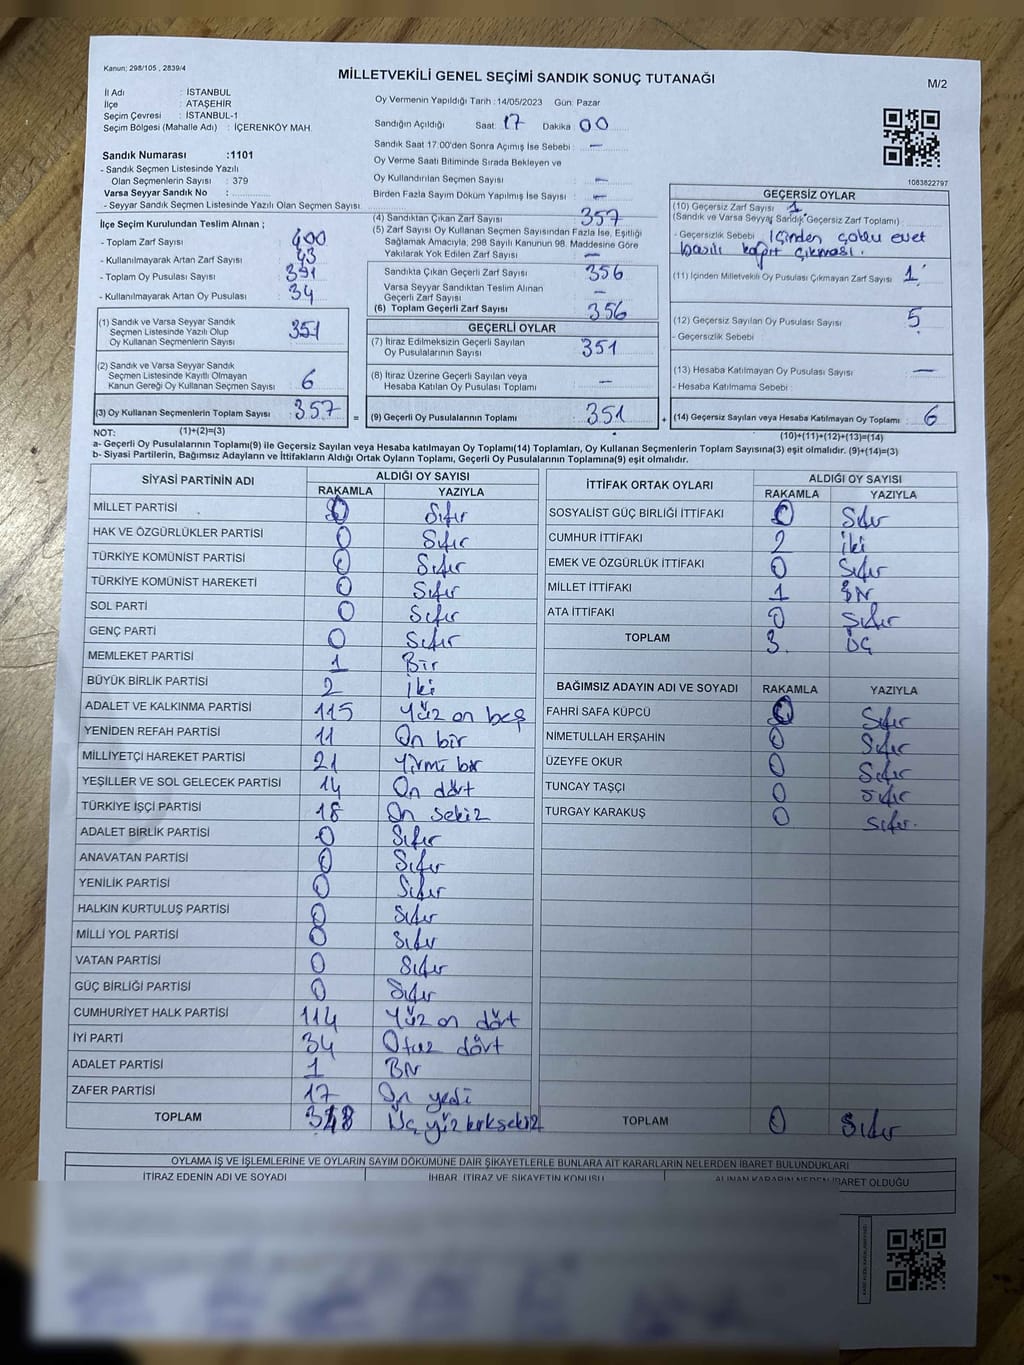 Kanun; 298/105 , 2839/4
MİLLETVEKİLİ GENEL SEÇİMİ SANDIK SONUÇ TUTANAĞI
M/2
İl Adı : İSTANBUL
İlçe : ATAŞEHİR
Seçim Çevresi : İSTANBUL-1
Seçim Bölgesi (Mahalle Adı) : İÇERENKÖY MAH.
Oy Vermenin Yapıldığı Tarih : 14/05/2023 Gün: Pazar
Sandığın Açıldığı Saat: 17 Dakika 00
Sandık Saat 17.00'den Sonra Açımış İse Sebebi : —
Oy Verme Saati Bitiminde Sırada Bekleyen ve
Oy Kullandırılan Seçmen Sayısı —
Birden Fazla Sayım Döküm Yapılmış İse Sayısı —
1083822797
Sandık Numarası :1101
- Sandık Seçmen Listesinde Yazılı
Olan Seçmenlerin Sayısı : 379
Varsa Seyyar Sandık No :
- Seyyar Sandık Seçmen Listesinde Yazılı Olan Seçmen Sayısı:
İlçe Seçim Kurulundan Teslim Alınan ;
- Toplam Zarf Sayısı : 400
- Kullanılmayarak Artan Zarf Sayısı : 43
- Toplam Oy Pusulası Sayısı : 391
- Kullanılmayarak Artan Oy Pusulası : 34
(1) Sandık ve Varsa Seyyar Sandık
Seçmen Listesinde Yazılı Olup
Oy Kullanan Seçmenlerin Sayısı : 351
(2) Sandık ve Varsa Seyyar Sandık
Seçmen Listesinde Kayıtlı Olmayan
Kanun Gereği Oy Kullanan Seçmen Sayısı : 6
(3) Oy Kullanan Seçmenlerin Toplam Sayısı : 357 =
(4) Sandıktan Çıkan Zarf Sayısı : 357
(5) Zarf Sayısı Oy Kullanan Seçmen Sayısından Fazla İse, Eşitliği
Sağlamak Amacıyla, 298 Sayılı Kanunun 98. Maddesine Göre
Yakılarak Yok Edilen Zarf Sayısı : —
Sandıkta Çıkan Geçerli Zarf Sayısı : 356
Varsa Seyyar Sandıktan Teslim Alınan
Geçerli Zarf Sayısı : —
(6) Toplam Geçerli Zarf Sayısı : 356
GEÇERLİ OYLAR
(7) İtiraz Edilmeksizin Geçerli Sayılan
Oy Pusulalarının Sayısı : 351
(8) İtiraz Üzerine Geçerli Sayılan veya
Hesaba Katılan Oy Pusulası Toplamı : —
(9) Geçerli Oy Pusulalarının Toplamı : 351 +
GEÇERSİZ OYLAR
(10) Geçersiz Zarf Sayısı : 1
(Sandık ve Varsa Seyyar Sandık Geçersiz Zarf Toplamı)
- Geçersizlik Sebebi : İçinden çoklu evet
basılı kağıt çıkması.
(11) İçinden Milletvekili Oy Pusulası Çıkmayan Zarf Sayısı : 1
(12) Geçersiz Sayılan Oy Pusulası Sayısı : 5
- Geçersizlik Sebebi :
(13) Hesaba Katılmayan Oy Pusulası Sayısı : —
- Hesaba Katılmama Sebebi :
(14) Geçersiz Sayılan veya Hesaba Katılmayan Oy Toplamı : 6
NOT: (1)+(2)=(3)
(10)+(11)+(12)+(13)=(14)
a- Geçerli Oy Pusulalarının Toplamı(9) ile Geçersiz Sayılan veya Hesaba katılmayan Oy Toplamı(14) Toplamları, Oy Kullanan Seçmenlerin Toplam Sayısına(3) eşit olmalıdır. (9)+(14)=(3)
b- Siyasi Partilerin, Bağımsız Adayların ve İttifakların Aldığı Ortak Oyların Toplamı, Geçerli Oy Pusulalarının Toplamına(9) eşit olmalıdır.
SİYASİ PARTİNİN ADI ALDIĞI OY SAYISI
RAKAMLA YAZIYLA
MİLLET PARTİSİ 0 Sıfır
HAK VE ÖZGÜRLÜKLER PARTİSİ 0 Sıfır
TÜRKİYE KOMÜNİST PARTİSİ 0 Sıfır
TÜRKİYE KOMÜNİST HAREKETİ 0 Sıfır
SOL PARTİ 0 Sıfır
GENÇ PARTİ 0 Sıfır
MEMLEKET PARTİSİ 1 Bir
BÜYÜK BİRLİK PARTİSİ 2 İki
ADALET VE KALKINMA PARTİSİ 115 Yüz on beş
YENİDEN REFAH PARTİSİ 11 On bir
MİLLİYETÇİ HAREKET PARTİSİ 21 Yirmi bir
YEŞİLLER VE SOL GELECEK PARTİSİ 14 On dört
TÜRKİYE İŞÇİ PARTİSİ 18 On sekiz
ADALET BİRLİK PARTİSİ 0 Sıfır
ANAVATAN PARTİSİ 0 Sıfır
YENİLİK PARTİSİ 0 Sıfır
HALKIN KURTULUŞ PARTİSİ 0 Sıfır
MİLLİ YOL PARTİSİ 0 Sıfır
VATAN PARTİSİ 0 Sıfır
GÜÇ BİRLİĞİ PARTİSİ 0 Sıfır
CUMHURİYET HALK PARTİSİ 114 Yüz on dört
İYİ PARTİ 34 Otuz dört
ADALET PARTİSİ 1 Bir
ZAFER PARTİSİ 17 On yedi
TOPLAM 348 Üç yüz kırksekiz
İTTİFAK ORTAK OYLARI ALDIĞI OY SAYISI
RAKAMLA YAZIYLA
SOSYALİST GÜÇ BİRLİĞİ İTTİFAKI 0 Sıfır
CUMHUR İTTİFAKI 2 iki
EMEK VE ÖZGÜRLÜK İTTİFAKI 0 Sıfır
MİLLET İTTİFAKI 1 Bir
ATA İTTİFAKI 0 Sıfır
TOPLAM 3 Üç
BAĞIMSIZ ADAYIN ADI VE SOYADI RAKAMLA YAZIYLA
FAHRİ SAFA KÜPCÜ 0 Sıfır
NİMETULLAH ERŞAHİN 0 Sıfır
ÜZEYFE OKUR 0 Sıfır
TUNCAY TAŞÇI 0 Sıfır
TURGAY KARAKUŞ 0 Sıfır
TOPLAM 0 Sıfır
OYLAMA İŞ VE İŞLEMLERİNE VE OYLARIN SAYIM DÖKÜMÜNE DAİR ŞİKAYETLERLE BUNLARA AİT KARARLARIN NELERDEN İBARET BULUNDUKLARI
İTİRAZ EDENİN ADI VE SOYADI İHBAR, İTİRAZ VE ŞİKAYETİN KONUSU ALINAN KARARIN NEDEN İBARET OLDUĞU